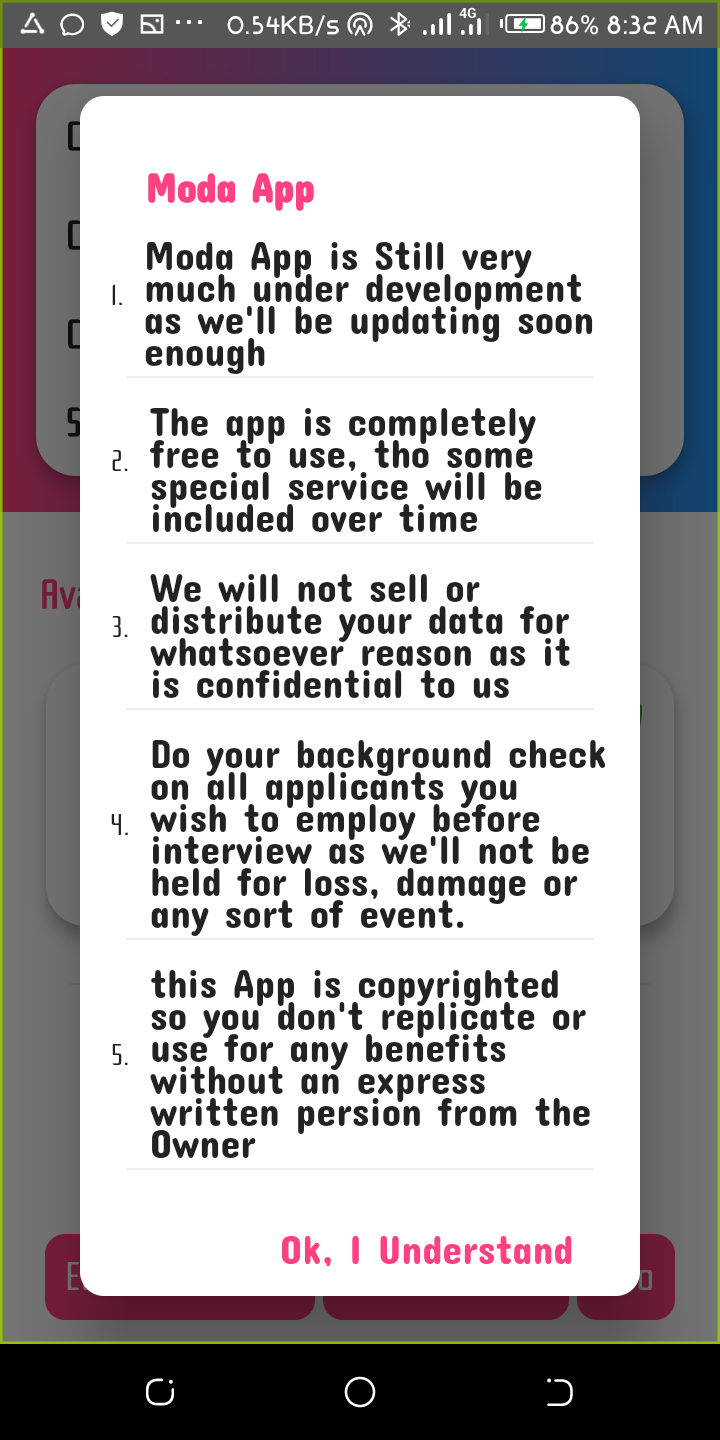 0.54KB/s 4G 86% 8:32 AM
Moda App
1. Moda App is Still very
much under development
as we'll be updating soon
enough
2. The app is completely
free to use, tho some
special service will be
included over time
3. We will not sell or
distribute your data for
whatsoever reason as it
is confidential to us
4. Do your background check
on all applicants you
wish to employ before
interview as we'll not be
held for loss, damage or
any sort of event.
5. this App is copyrighted
so you don't replicate or
use for any benefits
without an express
written persion from the
Owner
Ok, I Understand